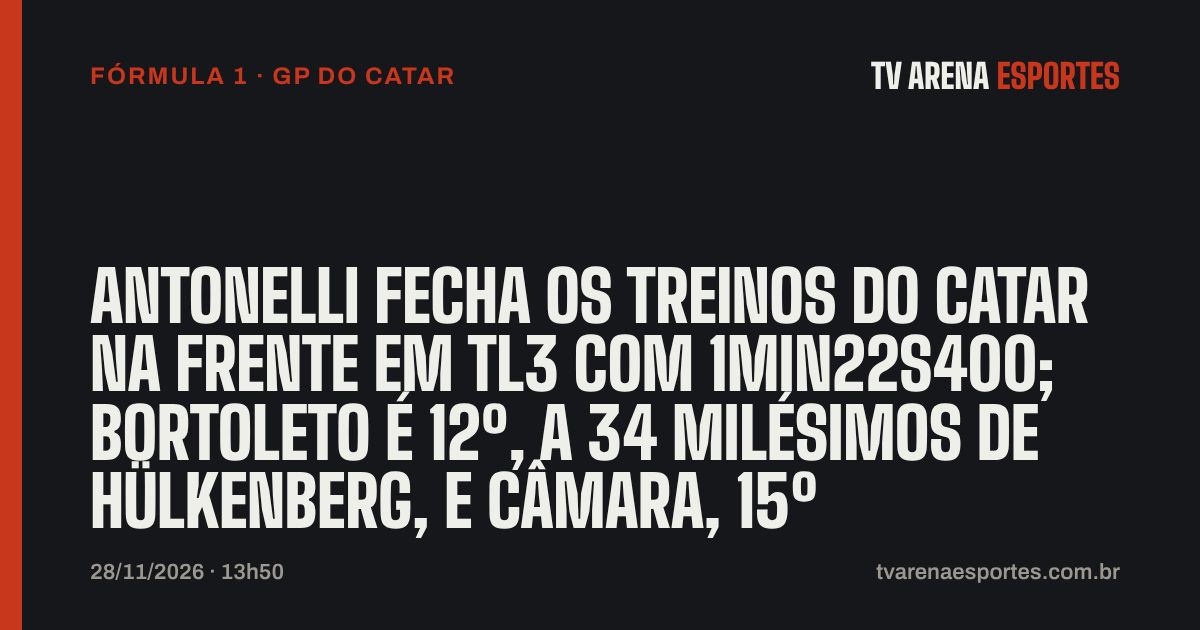 FÓRMULA 1 · GP DO CATAR
TV ARENA ESPORTES
ANTONELLI FECHA OS TREINOS DO CATAR
NA FRENTE EM TL3 COM 1MIN22S400;
BORTOLETO É 12º, A 34 MILÉSIMOS DE
HÜLKENBERG, E CÂMARA, 15º
28/11/2026 · 13h50
tvarenaesportes.com.br